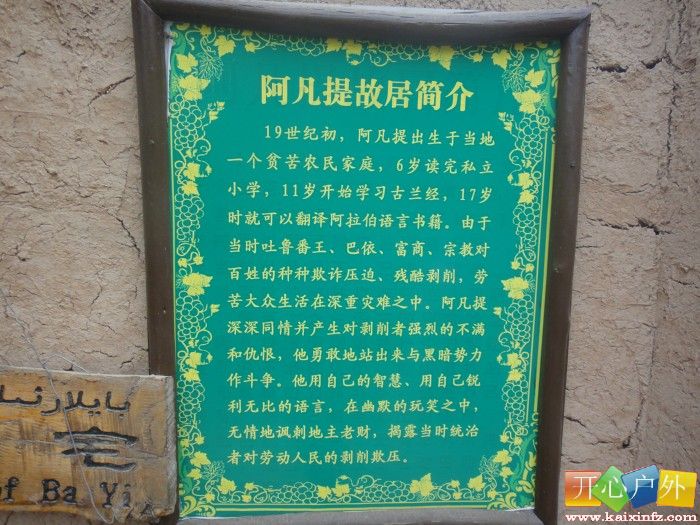 阿凡提故居简介
19世纪初，阿凡提出生于当地
一个贫苦农民家庭，6岁读完私立
小学，11岁开始学习古兰经，17岁
时就可以翻译阿拉伯语言书籍。由于
当时吐鲁番王、巴依、富商、宗教对
百姓的种种欺诈压迫、残酷剥削，劳
苦大众生活在深重灾难之中。阿凡提
深深同情并产生对剥削者强烈的不满
和仇恨，他勇敢地站出来与黑暗势力
作斗争。他用自己的智慧、用自己锐
利无比的语言，在幽默的玩笑之中，
无情地讽刺地主老财，揭露当时统治
者对劳动人民的剥削欺压。
宅
of Ba Yi
开心户外
www.kaixinfz.com